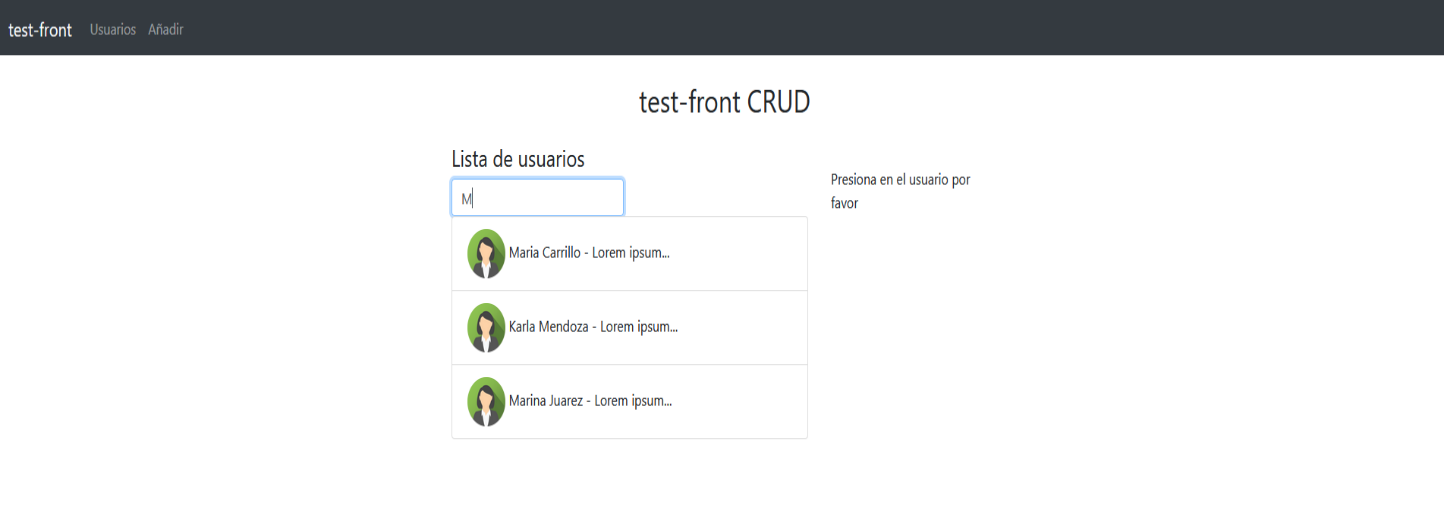 test-front Usuarios Añadir
test-front CRUD
Lista de usuarios
M
Presiona en el usuario por
favor
Maria Carrillo - Lorem ipsum...
Karla Mendoza - Lorem ipsum...
Marina Juarez - Lorem ipsum...